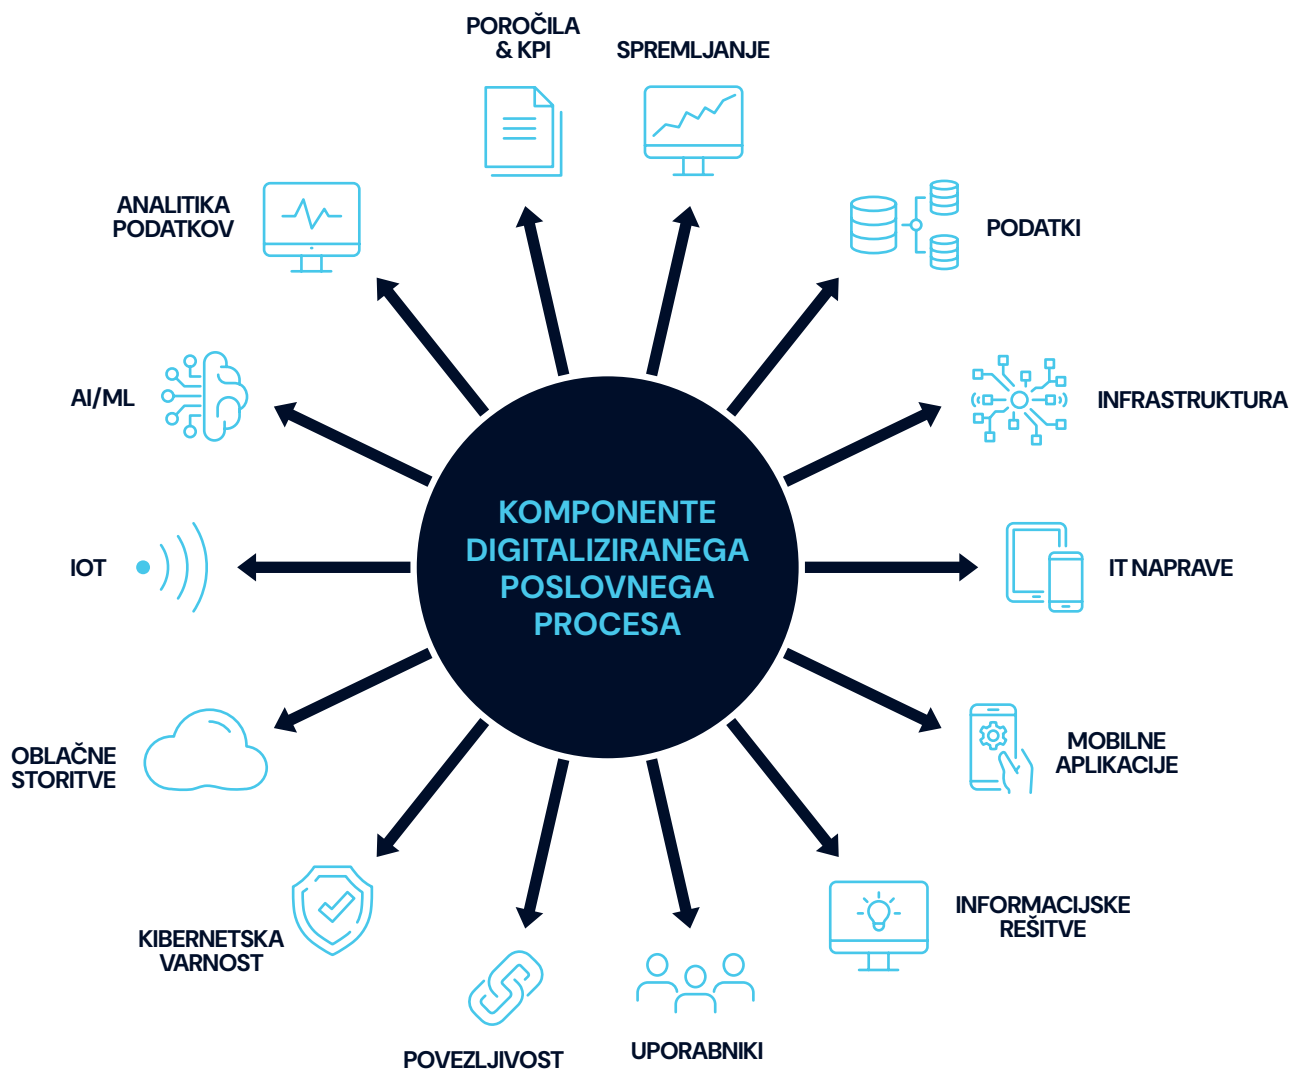 POROČILA
& KPI
SPREMLJANJE
ANALITIKA
PODATKOV
PODATKI
AI/ML
INFRASTRUKTURA
KOMPONENTE
DIGITALIZIRANEGA
POSLOVNEGA
PROCESA
IOT
IT NAPRAVE
OBLAČNE
STORITVE
MOBILNE
APLIKACIJE
KIBERNETSKA
VARNOST
INFORMACIJSKE
REŠITVE
POVEZLJIVOST
UPORABNIKI